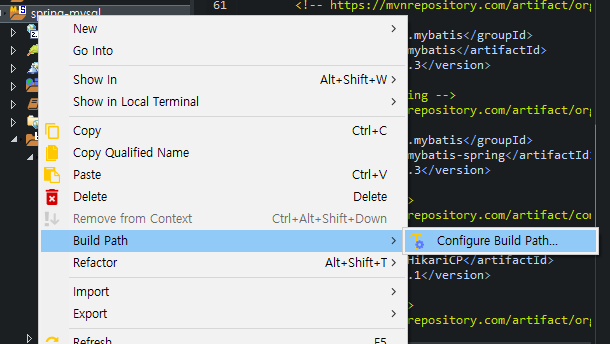 spring-mysql
61 <!-- https://mvnrepository.com/artifact/org
New
.mybatis</groupId>
Go Into
mybatis</artifactId>
.3</version>
Show In Alt+Shift+W >
Show in Local Terminal >
ing -->
repository.com/artifact/org
Copy Ctrl+C
.mybatis</groupId>
Copy Qualified Name
mybatis-spring</artifactId
Paste Ctrl+V
.3</version>
Delete Delete
>
Remove from Context Ctrl+Alt+Shift+Down
repository.com/artifact/com
Build Path >
Configure Build Path...
Refactor Alt+Shift+T >
HikariCP</artifactId>
.1</version>
Import >
Export >
>
repository.com/artifact/org
Refresh F5